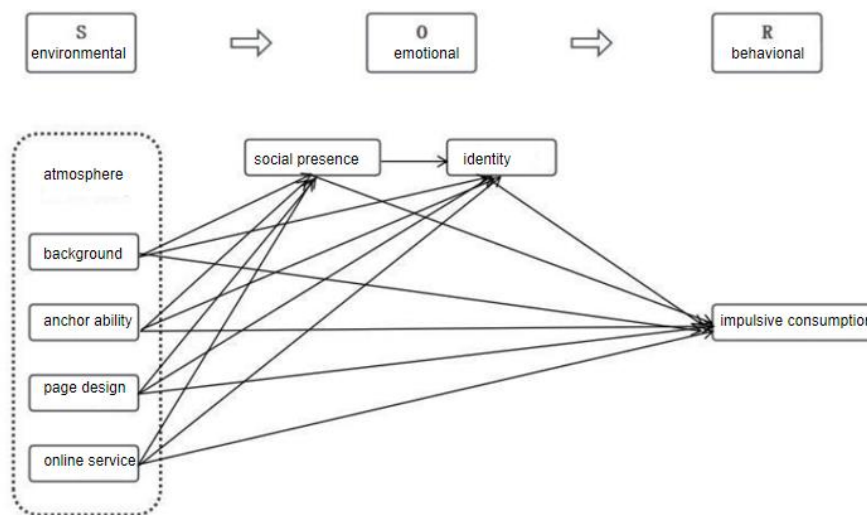 S
environmental
O
emotional
R
behavional
atmosphere
social presence
identity
background
anchor ability
impulsive consumption
page design
online service